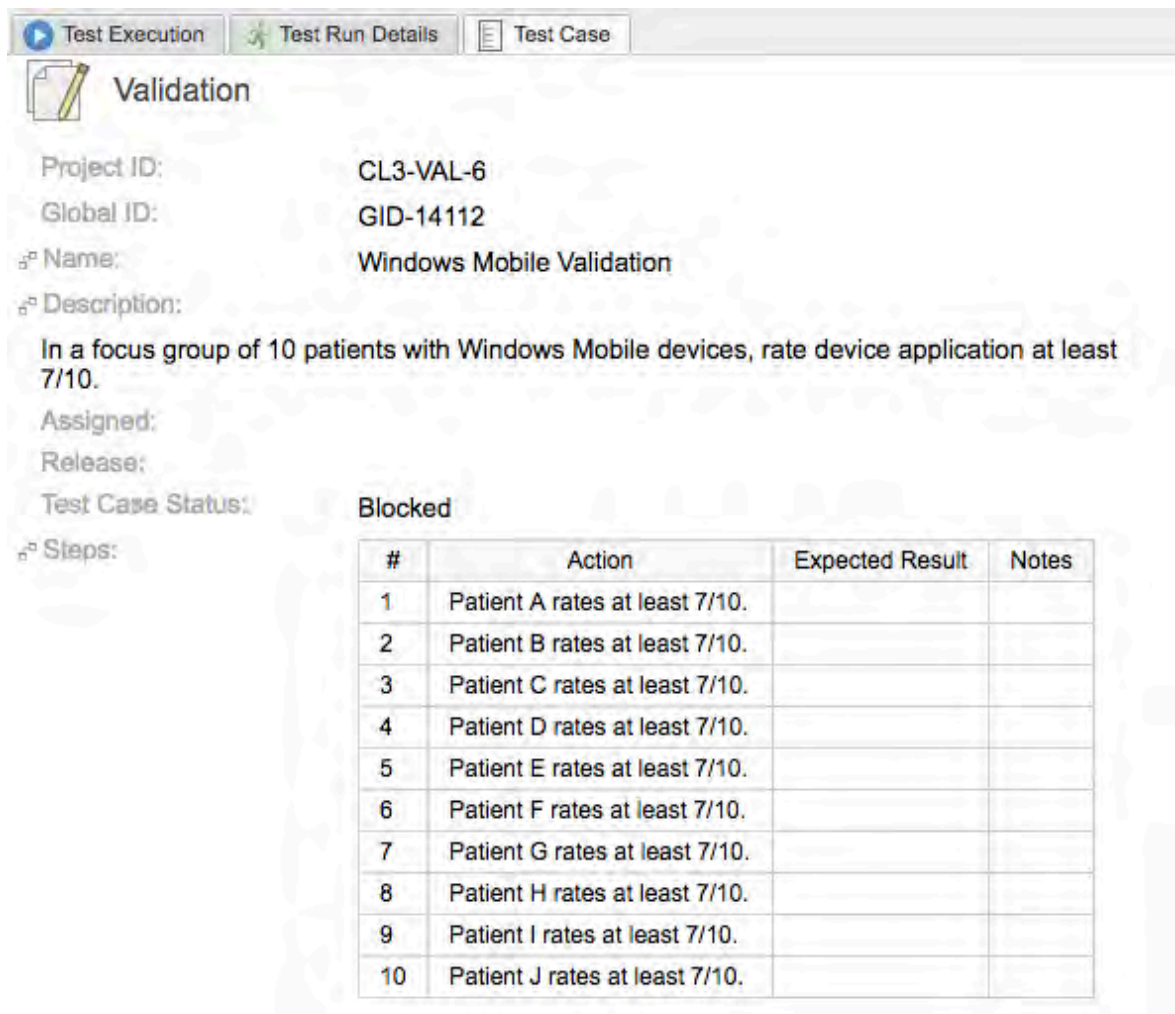 Test Execution Test Run Details Test Case
Validation
Project ID: CL3-VAL-6
Global ID: GID-14112
Name: Windows Mobile Validation
Description:
In a focus group of 10 patients with Windows Mobile devices, rate device application at least
7/10.
Assigned:
Release:
Test Case Status: Blocked
Steps:
# Action Expected Result Notes
1 Patient A rates at least 7/10.
2 Patient B rates at least 7/10.
3 Patient C rates at least 7/10.
4 Patient D rates at least 7/10.
5 Patient E rates at least 7/10.
6 Patient F rates at least 7/10.
7 Patient G rates at least 7/10.
8 Patient H rates at least 7/10.
9 Patient I rates at least 7/10.
10 Patient J rates at least 7/10.